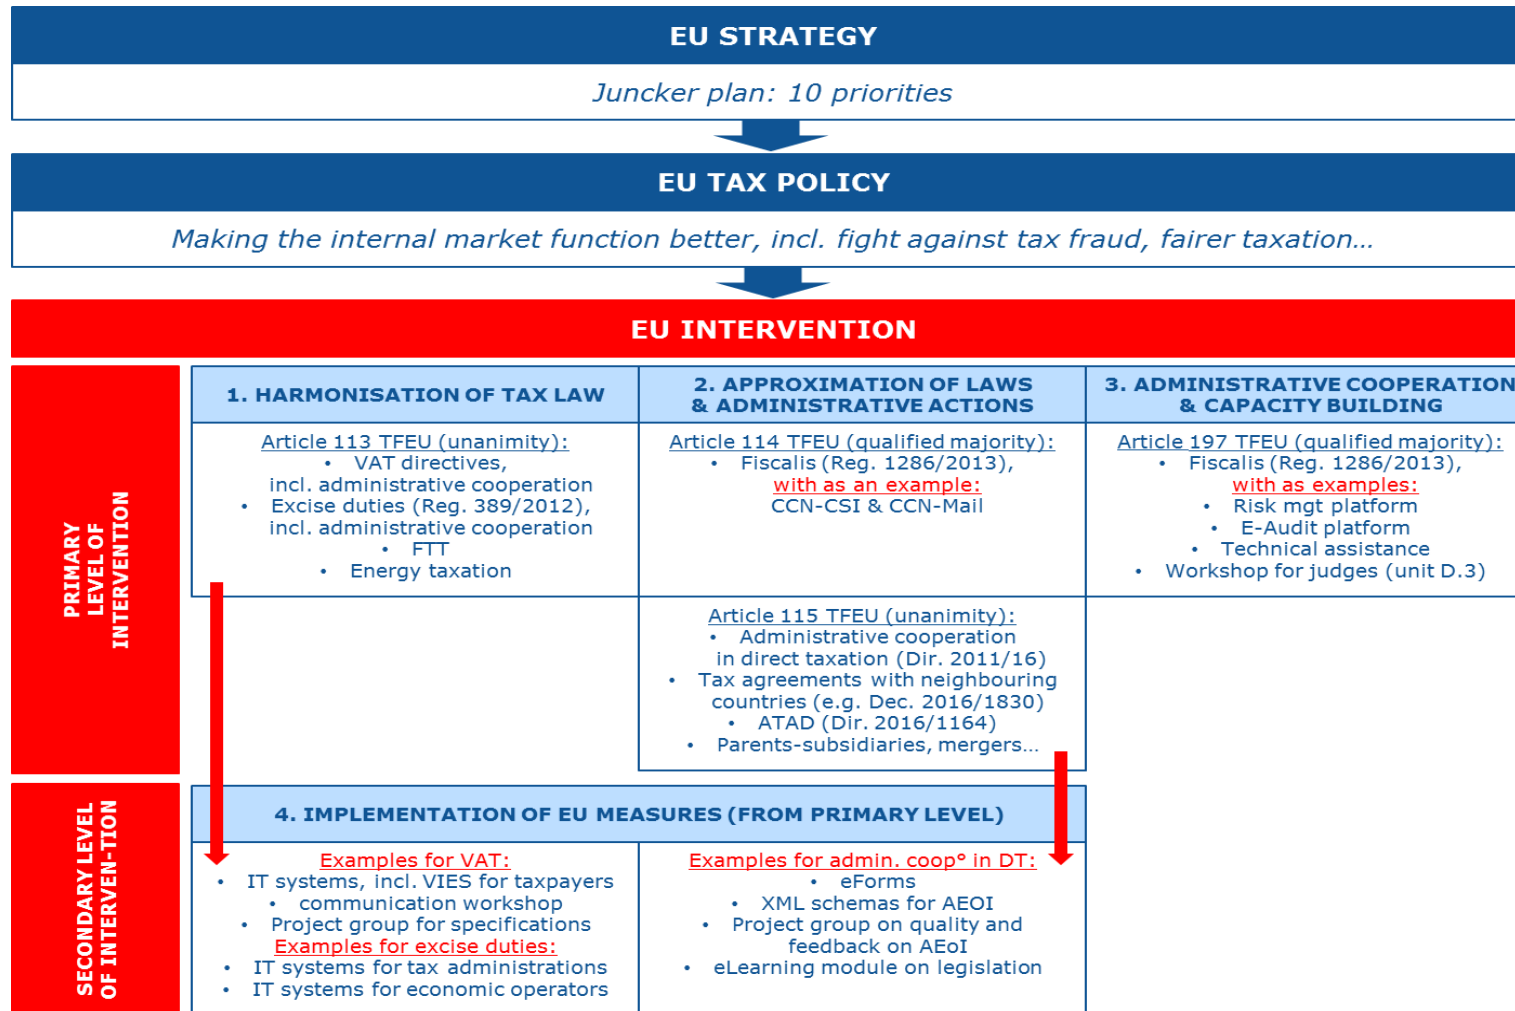 EU STRATEGY
Juncker plan: 10 priorities
EU TAX POLICY
Making the internal market function better, incl. fight against tax fraud, fairer taxation…
EU INTERVENTION
PRIMARY
LEVEL OF
INTERVENTION
1. HARMONISATION OF TAX LAW
Article 113 TFEU (unanimity):
• VAT directives,
incl. administrative cooperation
• Excise duties (Reg. 389/2012),
incl. administrative cooperation
• FTT
• Energy taxation
2. APPROXIMATION OF LAWS
& ADMINISTRATIVE ACTIONS
Article 114 TFEU (qualified majority):
• Fiscalis (Reg. 1286/2013),
with as an example:
CCN-CSI & CCN-Mail
Article 115 TFEU (unanimity):
• Administrative cooperation
in direct taxation (Dir. 2011/16)
• Tax agreements with neighbouring
countries (e.g. Dec. 2016/1830)
• ATAD (Dir. 2016/1164)
• Parents-subsidiaries, mergers…
3. ADMINISTRATIVE COOPERATION
& CAPACITY BUILDING
Article 197 TFEU (qualified majority):
• Fiscalis (Reg. 1286/2013),
with as examples:
• Risk mgt platform
• E-Audit platform
• Technical assistance
• Workshop for judges (unit D.3)
SECONDARY LEVEL
OF INTERVEN-TION
4. IMPLEMENTATION OF EU MEASURES (FROM PRIMARY LEVEL)
Examples for VAT:
• IT systems, incl. VIES for taxpayers
• communication workshop
• Project group for specifications
Examples for excise duties:
• IT systems for tax administrations
• IT systems for economic operators
Examples for admin. coop° in DT:
• eForms
• XML schemas for AEOI
• Project group on quality and
feedback on AEoI
• eLearning module on legislation